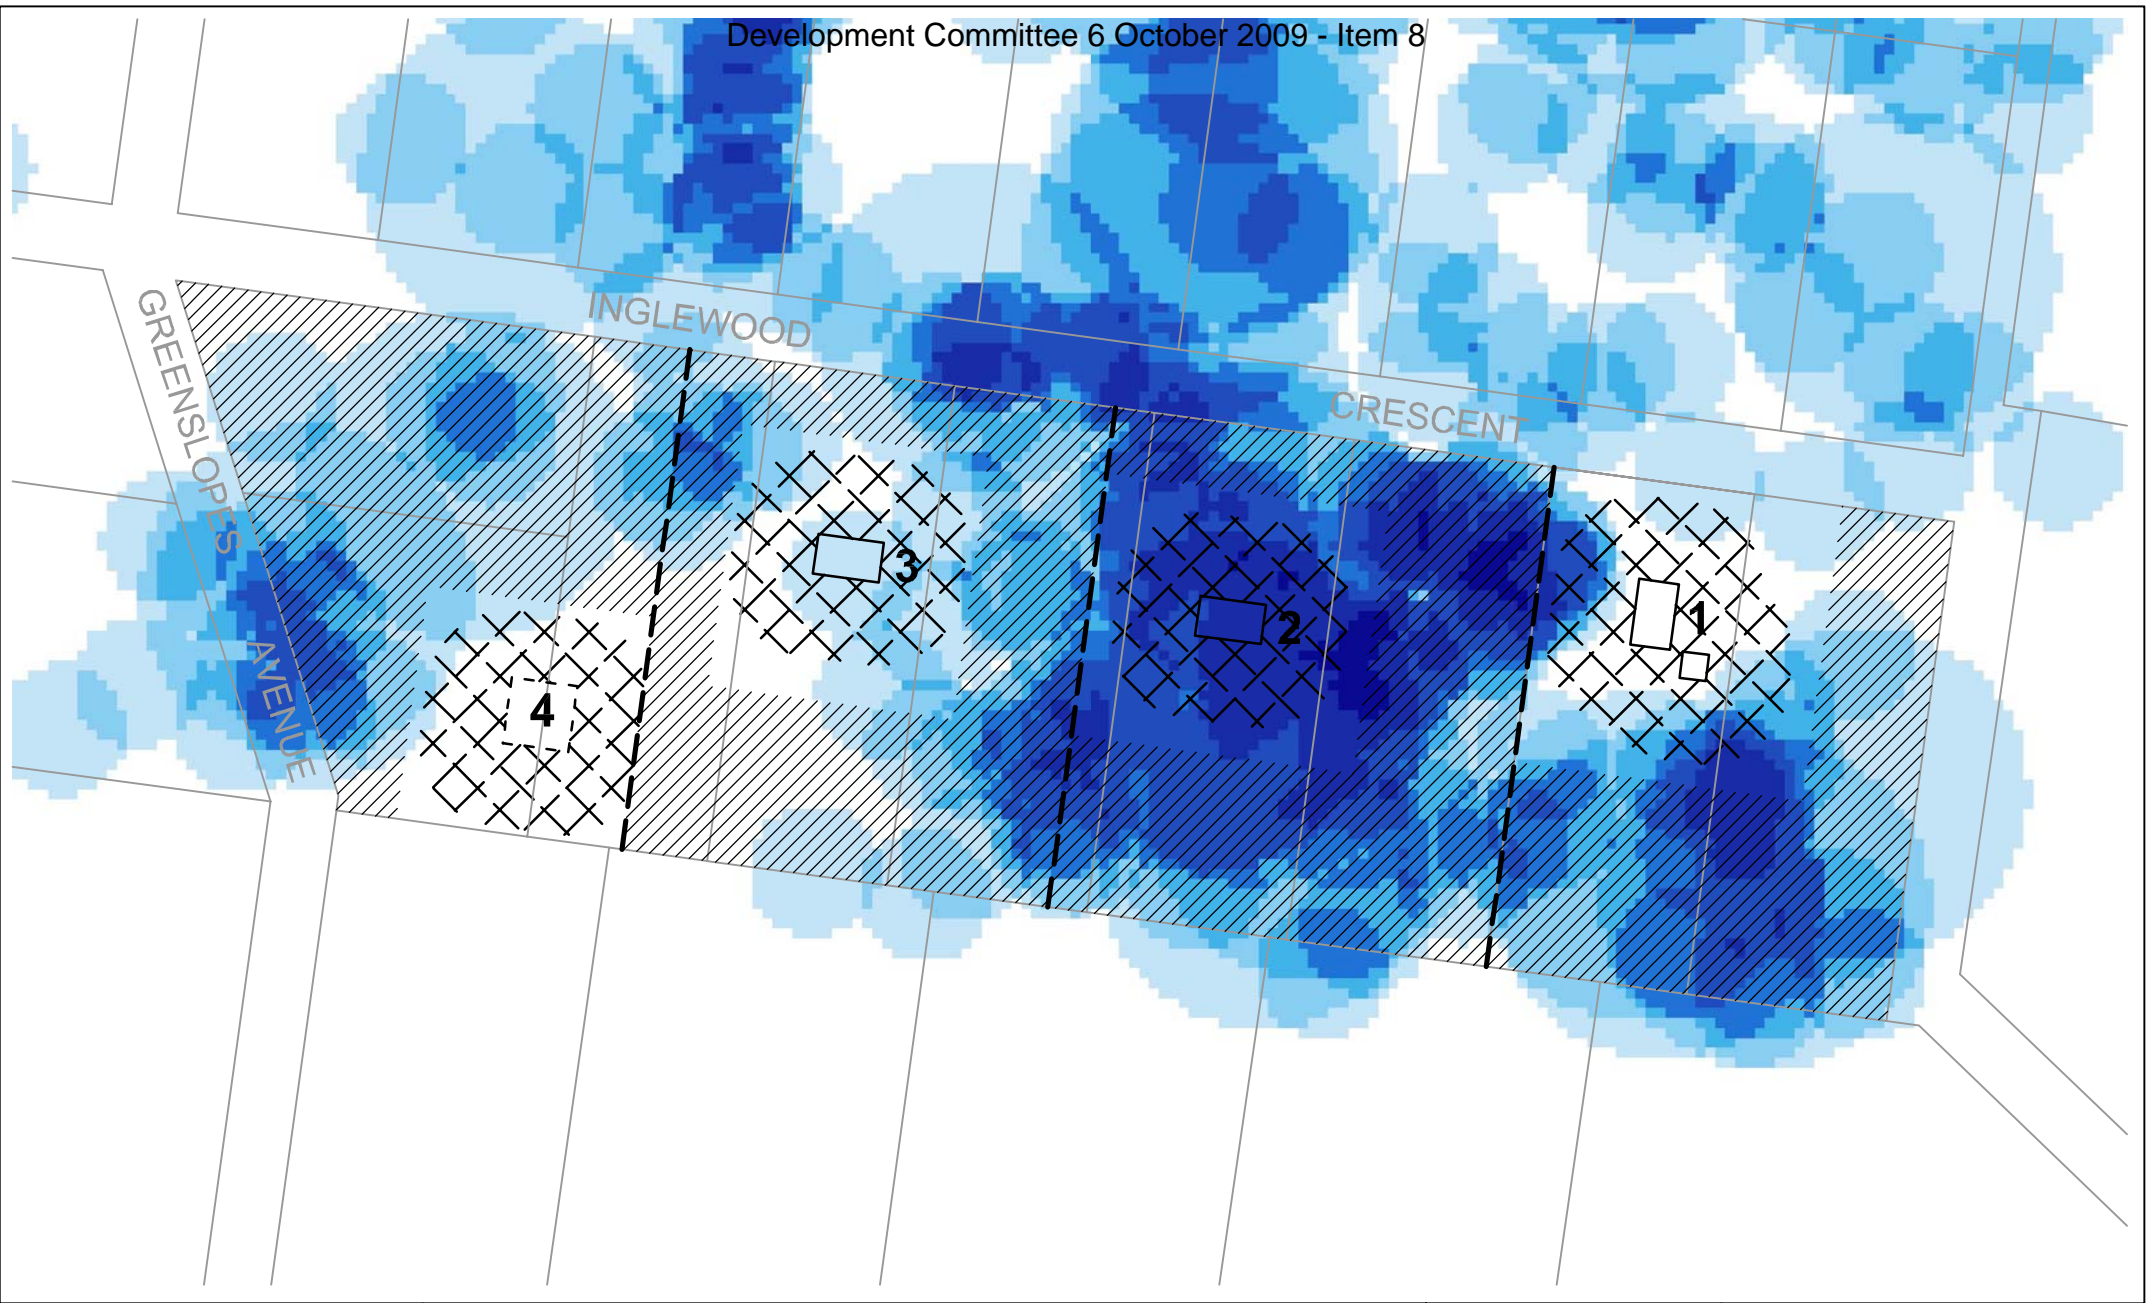 Development Committee 6 October 2009 - Item 8
INGLEWOOD
CRESCENT
GREENSLOPES
AVENUE
3
2
1
4